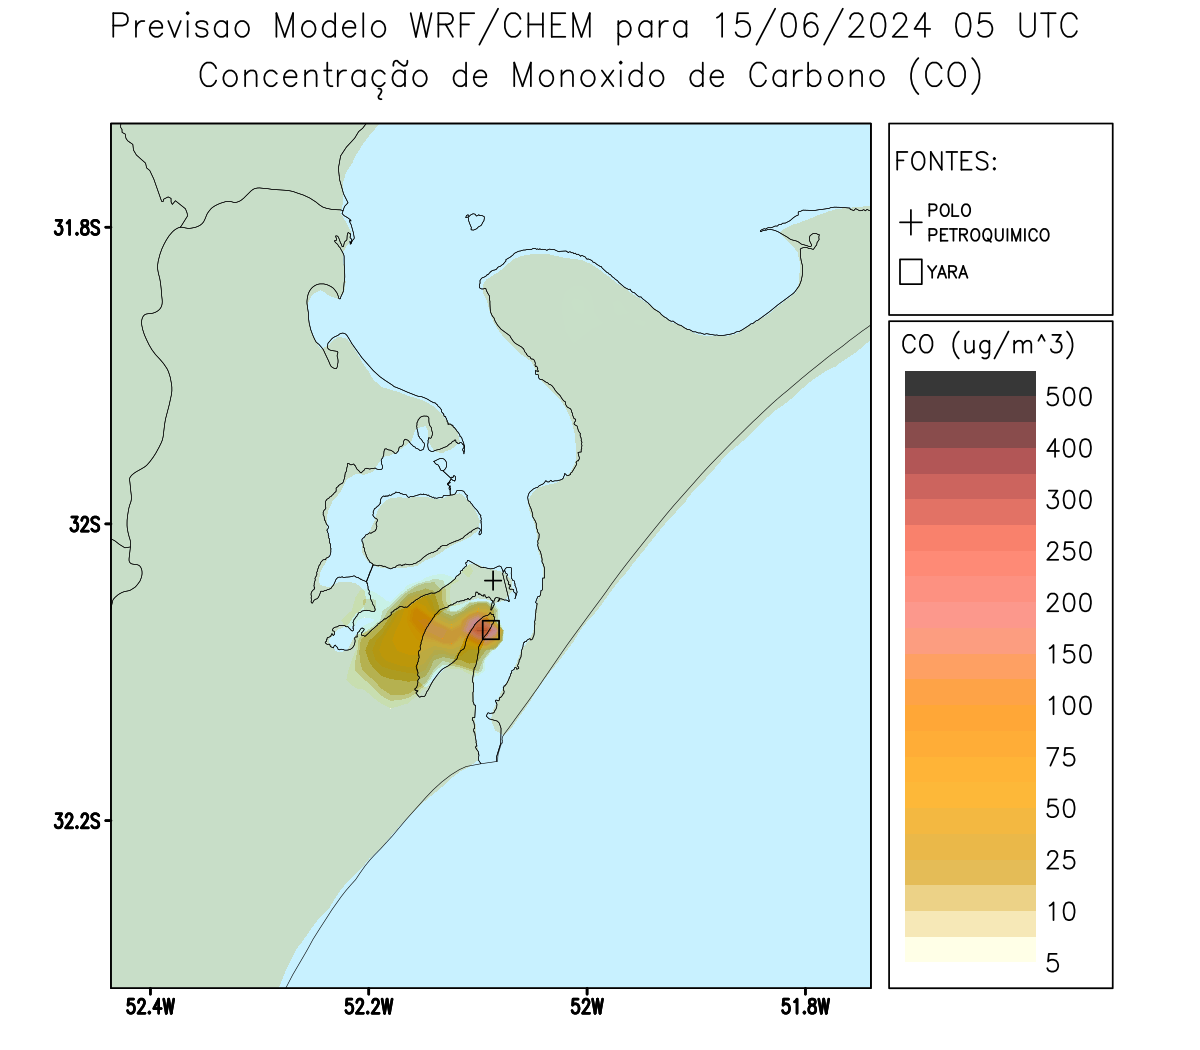 Previsao Modelo WRF/CHEM para 15/06/2024 05 UTC
Concentração de Monoxido de Carbono (CO)
FONTES:
POLO
PETROQUIMICO
YARA
CO (ug/m^3)
500
400
300
250
200
150
100
75
50
25
10
5
31.8S
32S
32.2S
52.4W
52.2W
52W
51.8W